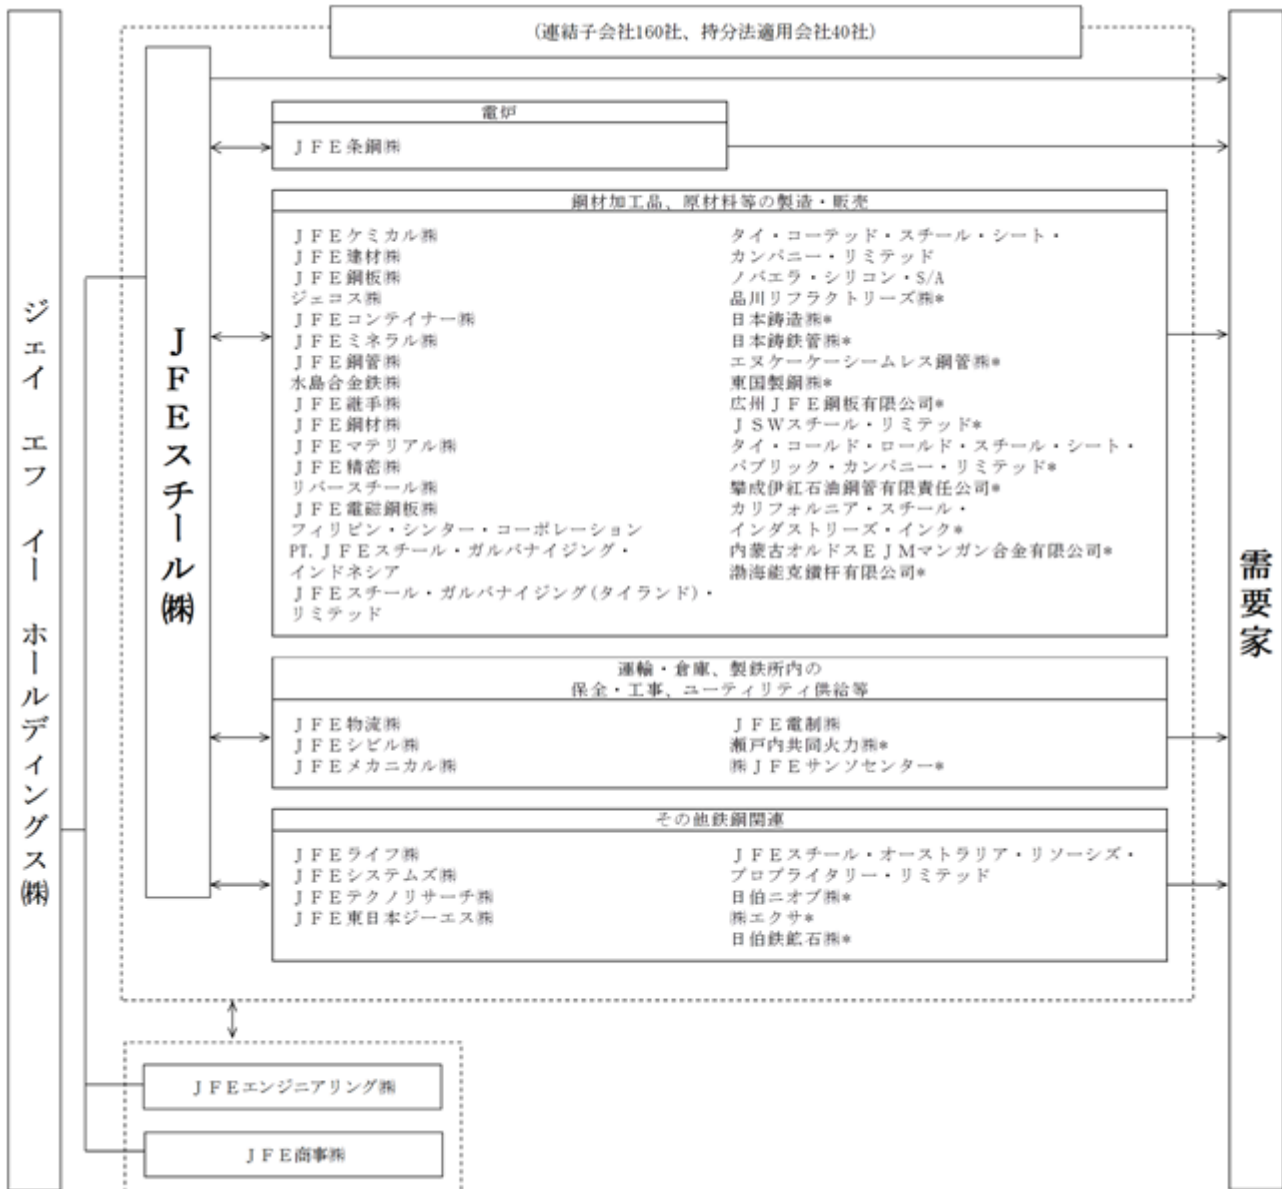 (連結子会社160社、持分法適用会社40社)
ジェイ エフ イー ホールディングス㈱
JFEスチール㈱
電炉
ＪＦＥ条鋼㈱
鋼材加工品、原材料等の製造・販売
ＪＦＥケミカル㈱
ＪＦＥ建材㈱
ＪＦＥ鋼板㈱
ジェコス㈱
ＪＦＥコンテイナー㈱
ＪＦＥミネラル㈱
ＪＦＥ鋼管㈱
水島合金鉄㈱
ＪＦＥ継手㈱
ＪＦＥ鋼材㈱
ＪＦＥマテリアル㈱
ＪＦＥ精密㈱
リバースチール㈱
ＪＦＥ電磁鋼板㈱
フィリピン・シンター・コーポレーション
PT. ＪＦＥスチール・ガルバナイジング・
インドネシア
ＪＦＥスチール・ガルバナイジング(タイランド)・
リミテッド
タイ・コーテッド・スチール・シート・
カンパニー・リミテッド
ノバエラ・シリコン・S/A
品川リフラクトリーズ㈱*
日本鋳造㈱*
日本鋳鉄管㈱*
エヌケーケーシームレス鋼管㈱*
東国製鋼㈱*
広州ＪＦＥ鋼板有限公司*
ＪＳＷスチール・リミテッド*
タイ・コールド・ロールド・スチール・シート・
パブリック・カンパニー・リミテッド*
攀成伊紅石油鋼管有限責任公司*
カリフォルニア・スチール・
インダストリーズ・インク*
内蒙古オルドスＥＪＭマンガン合金有限公司*
渤海能克鑚杆有限公司*
運輸・倉庫、製鉄所内の
保全・工事、ユーティリティ供給等
ＪＦＥ物流㈱
ＪＦＥシビル㈱
ＪＦＥメカニカル㈱
ＪＦＥ電制㈱
瀬戸内共同火力㈱*
㈱ＪＦＥサンソセンター*
その他鉄鋼関連
ＪＦＥライフ㈱
ＪＦＥシステムズ㈱
ＪＦＥテクノリサーチ㈱
ＪＦＥ東日本ジーエス㈱
ＪＦＥスチール・オーストラリア・リソーシズ・
プロプライタリー・リミテッド
日伯ニオブ㈱*
㈱エクサ*
日伯鉄鉱石㈱*
需要家
ＪＦＥエンジニアリング㈱
ＪＦＥ商事㈱